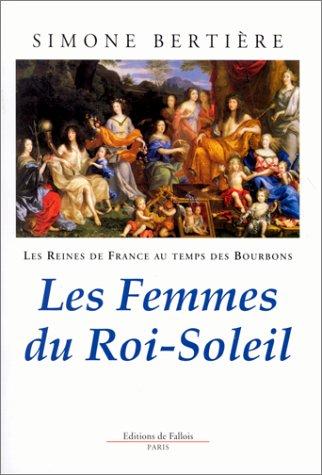 SIMONE BERTIÈRE
LES REINES DE FRANCE AU TEMPS DES BOURBONS
Les Femmes
du Roi-Soleil
Editions de Fallois
PARIS